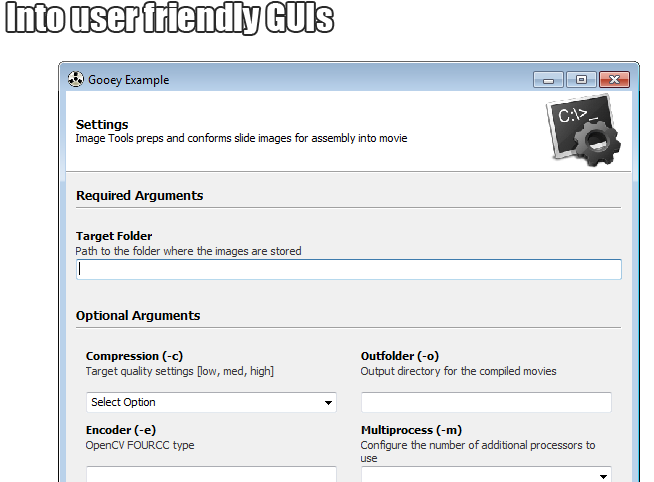 Into user friendly GUIs
Gooey Example
Settings
Image Tools preps and conforms slide images for assembly into movie
C:\>_
Required Arguments
Target Folder
Path to the folder where the images are stored
Optional Arguments
Compression (-c)
Target quality settings [low, med, high]
Select Option
Outfolder (-o)
Output directory for the compiled movies
Encoder (-e)
OpenCV FOURCC type
Multiprocess (-m)
Configure the number of additional processors to
use